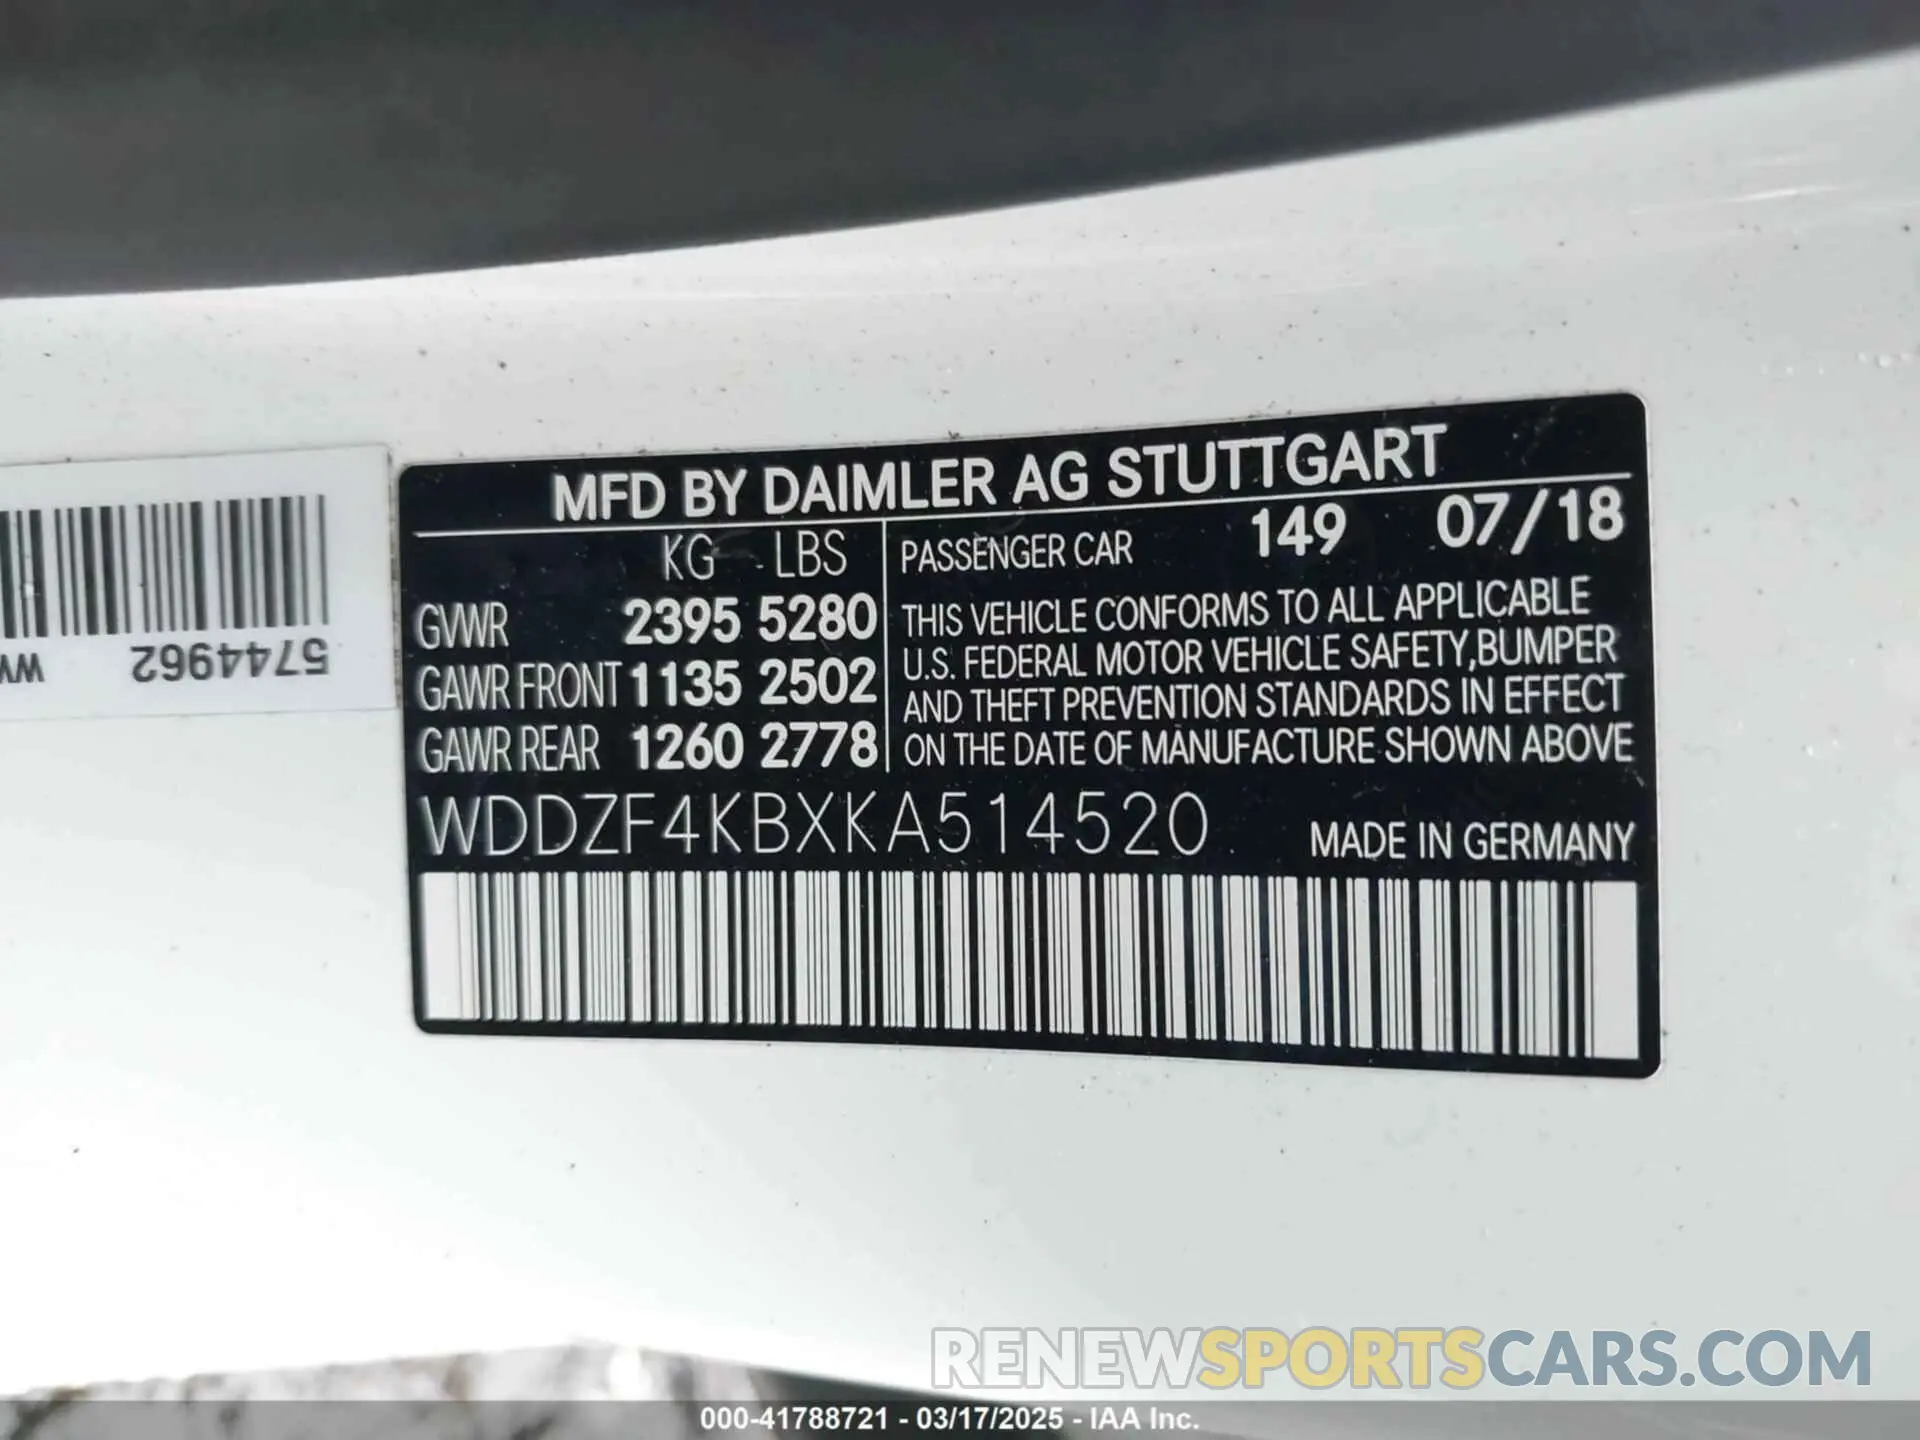 MFD BY DAIMLER AG STUTTGART
KG LBS
GVWR 2395 5280
GAWR FRONT 1135 2502
GAWR REAR 1260 2778
PASSENGER CAR 149 07/18
THIS VEHICLE CONFORMS TO ALL APPLICABLE
U.S. FEDERAL MOTOR VEHICLE SAFETY,BUMPER
AND THEFT PREVENTION STANDARDS IN EFFECT
ON THE DATE OF MANUFACTURE SHOWN ABOVE
WDDZF4KBXKA514520
MADE IN GERMANY
5744962
RENEWSPORTSCARS.COM
000-41788721 - 03/17/2025 - IAA Inc.